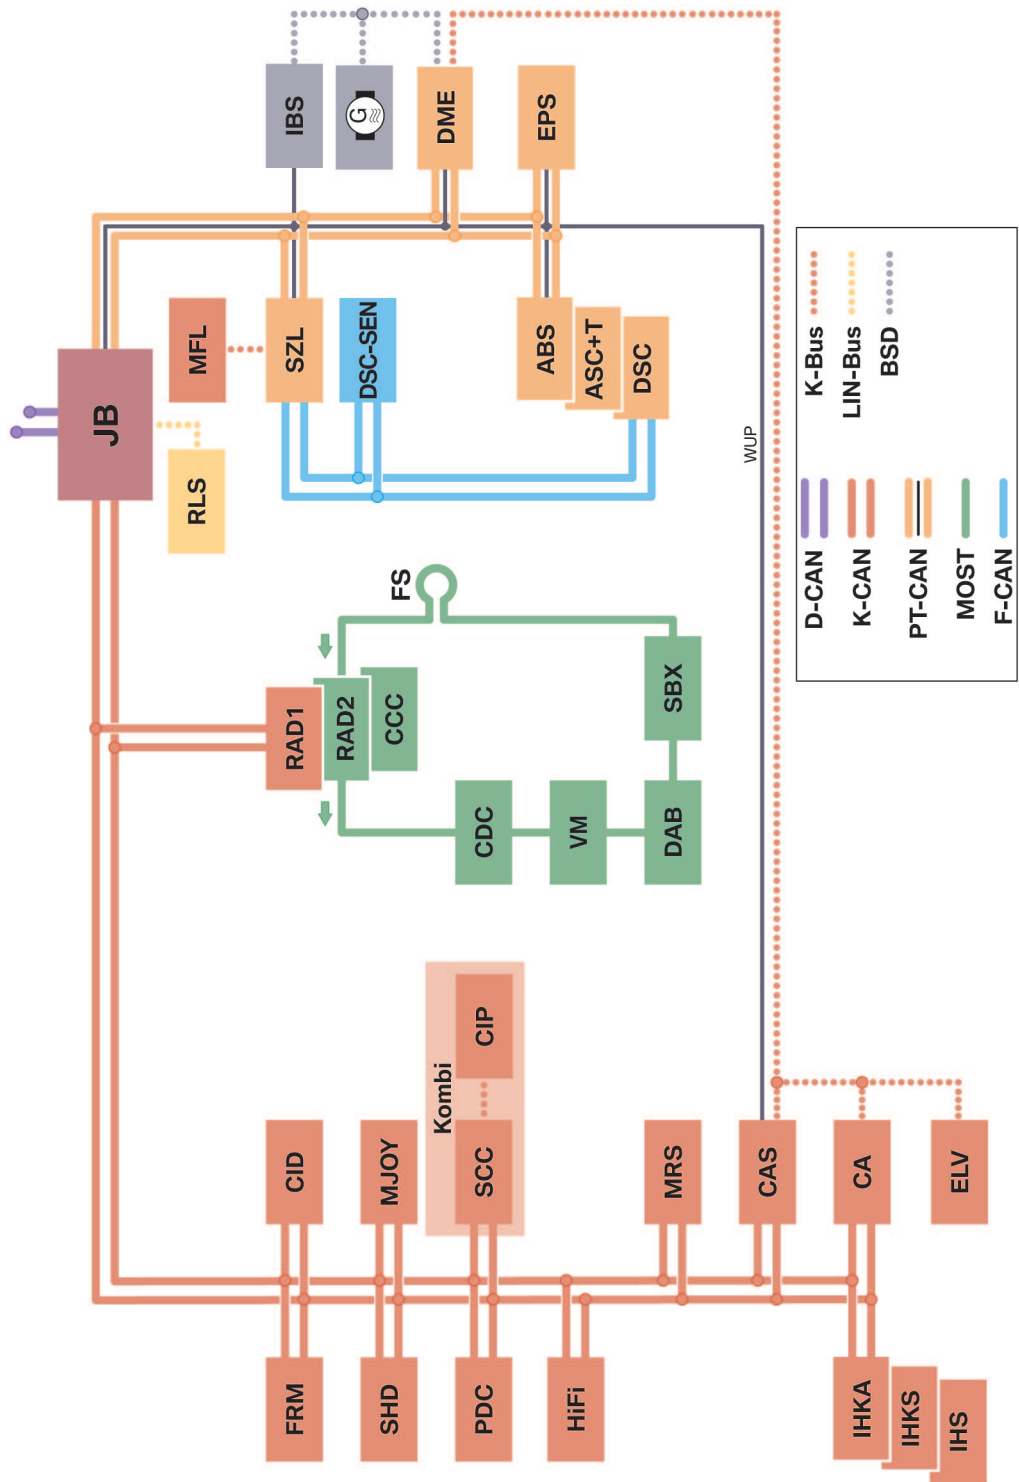 IBS
G
DME
EPS
JB
MFL
SZL
DSC-SEN
ABS
ASC+T
DSC
RLS
WUP
FS
RAD1
RAD2
CCC
SBX
CDC
VM
DAB
Kombi
CIP
CID
MJOY
SCC
MRS
CAS
CA
ELV
FRM
SHD
PDC
HiFi
IHKA
IHKS
IHS
D-CAN
K-CAN
PT-CAN
MOST
F-CAN
K-Bus
LIN-Bus
BSD